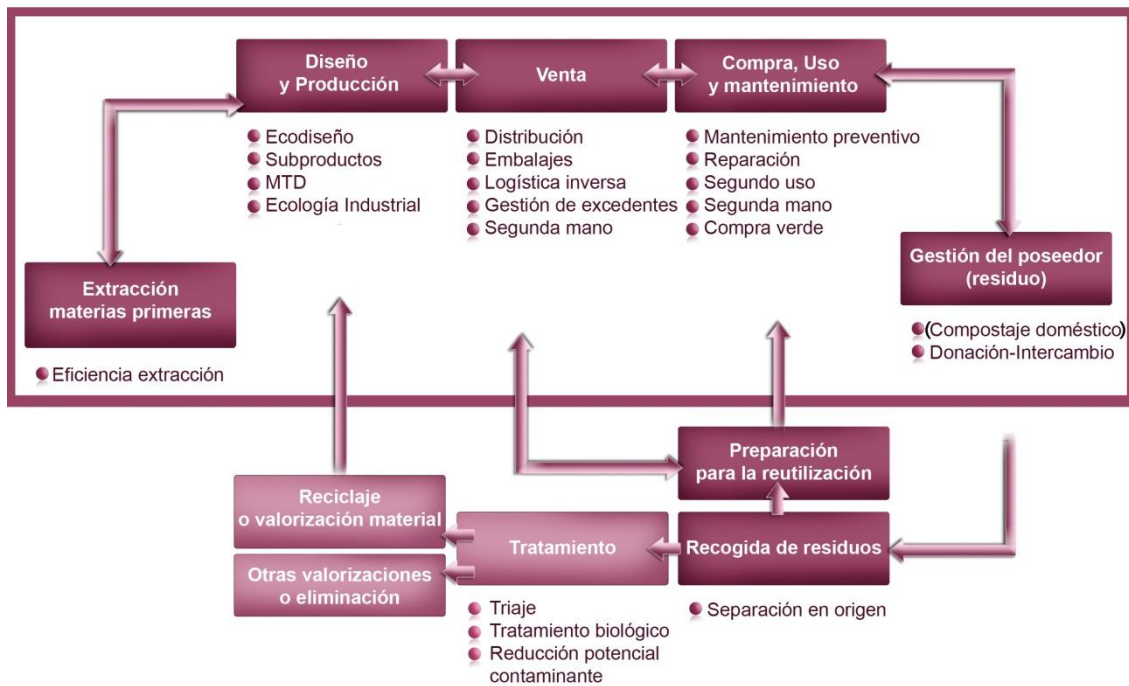 Diseño
y Producción
Venta
Compra, Uso
y mantenimiento
Ecodiseño
Subproductos
MTD
Ecología Industrial
Distribución
Embalajes
Logística inversa
Gestión de excedentes
Segunda mano
Mantenimiento preventivo
Reparación
Segundo uso
Segunda mano
Compra verde
Extracción
materias primeras
Eficiencia extracción
Gestión del poseedor
(residuo)
(Compostaje doméstico)
Donación-Intercambio
Preparación
para la reutilización
Reciclaje
o valorización material
Tratamiento
Recogida de residuos
Otras valorizaciones
o eliminación
Triaje
Tratamiento biológico
Reducción potencial
contaminante
Separación en origen